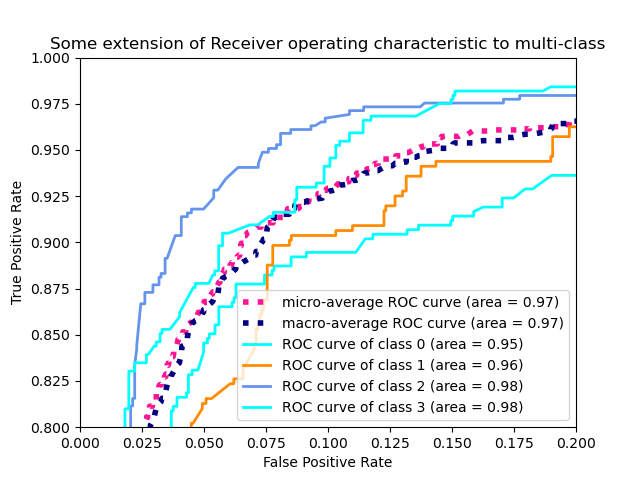 Some extension of Receiver operating characteristic to multi-class
True Positive Rate
1.000
0.975
0.950
0.925
0.900
0.875
0.850
0.825
0.800
micro-average ROC curve (area = 0.97)
macro-average ROC curve (area = 0.97)
ROC curve of class 0 (area = 0.95)
ROC curve of class 1 (area = 0.96)
ROC curve of class 2 (area = 0.98)
ROC curve of class 3 (area = 0.98)
0.000 0.025 0.050 0.075 0.100 0.125 0.150 0.175 0.200
False Positive Rate